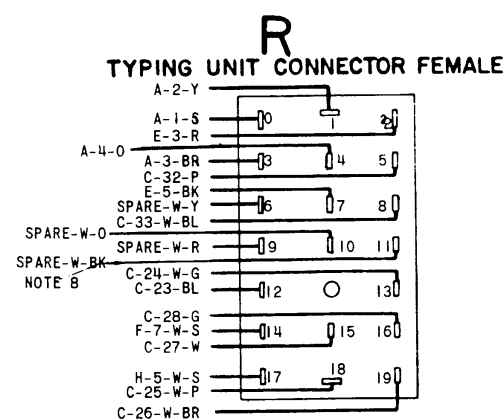 R
TYPING UNIT CONNECTOR FEMALE
A-2-Y
A-1-S
0
1
2
E-3-R
A-4-O
A-3-BR
3
4
5
C-32-P
E-5-BK
SPARE-W-Y
6
7
8
C-33-W-BL
SPARE-W-O
SPARE-W-R
9
10
11
SPARE-W-BK
NOTE 8
C-24-W-G
C-23-BL
12
13
C-28-G
F-7-W-S
14
15
16
C-27-W
H-5-W-S
17
18
19
C-25-W-P
C-26-W-BR